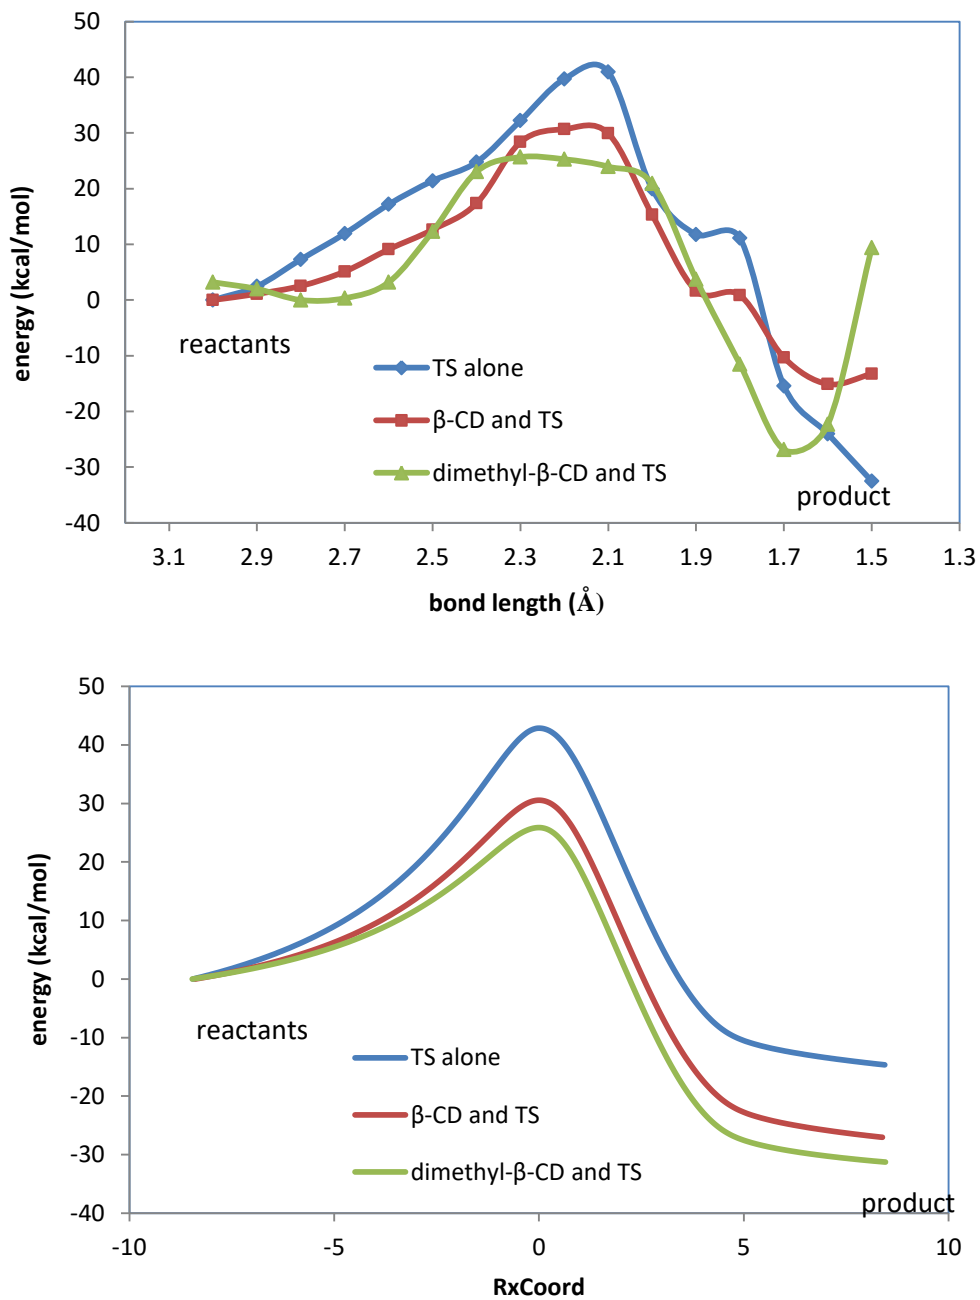 50
40
30
20
10
0
-10
-20
-30
-40
energy (kcal/mol)
reactants
TS alone
β-CD and TS
dimethyl-β-CD and TS
product
3.1 2.9 2.7 2.5 2.3 2.1 1.9 1.7 1.5 1.3
bond length (Å)
50
40
30
20
10
0
-10
-20
-30
-40
energy (kcal/mol)
reactants
TS alone
β-CD and TS
dimethyl-β-CD and TS
product
-10 -5 0 5 10
RxCoord